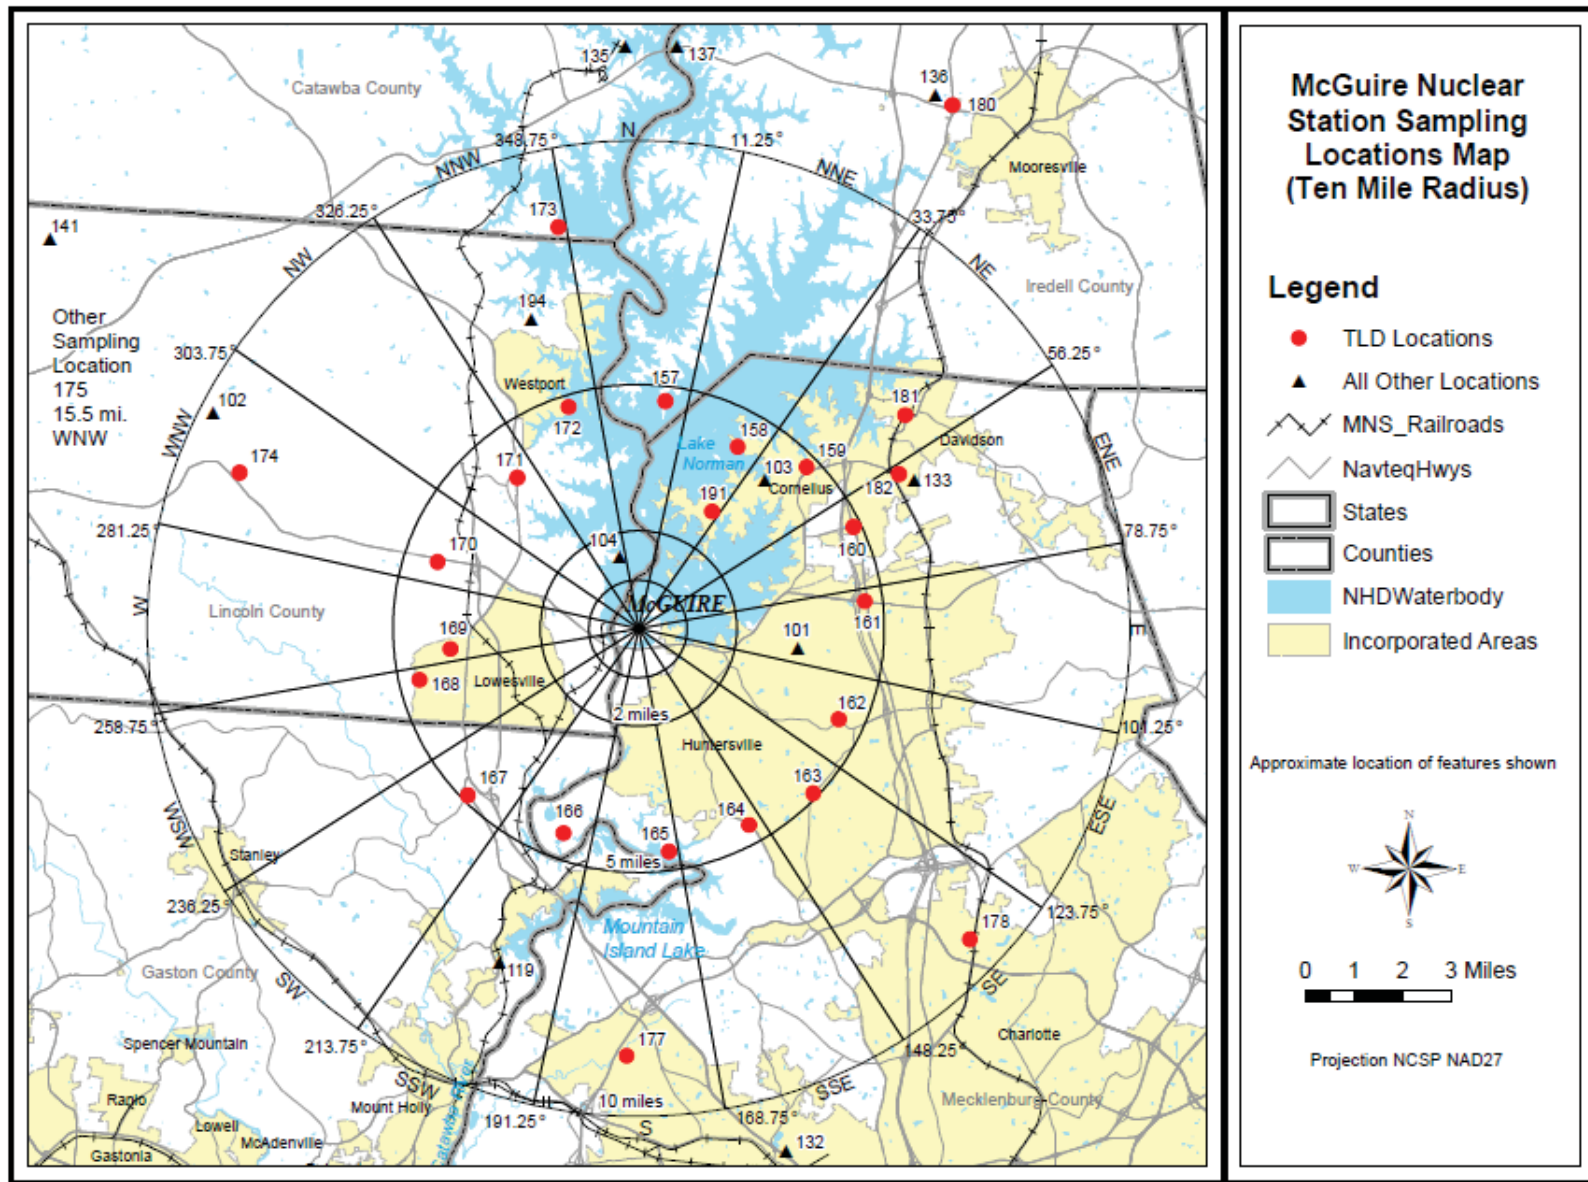 McGuire Nuclear
Station Sampling
Locations Map
(Ten Mile Radius)
Legend
TLD Locations
All Other Locations
MNS_Railroads
NavteqHwys
States
Counties
NHDWaterbody
Incorporated Areas
Approximate location of features shown
N
W
E
S
0 1 2 3 Miles
Projection NCSP NAD27
135
137
136
180
Catawba County
348.75°
N
11.25°
NNW
NNE
Mooresville
326.25°
173
33.75°
141
NW
NE
Iredell County
194
Other
Sampling
Location
175
15.5 mi.
WNW
303.75°
56.25°
Westport
157
181
102
172
WNW
158
Davidson
ENE
Lake
Norman
159
174
171
103
Cornelius
182
133
191
281.25°
78.75°
104
160
170
McGUIRE
W
Lincoln County
161
E
169
101
168
Lowesville
2 miles
162
258.75°
101.25°
Huntersville
167
163
166
164
WSW
165
ESE
Stanley
5 miles
236.25°
123.75°
Mountain
Island Lake
178
119
Gaston County
SW
SE
Charlotte
Spencer Mountain
213.75°
177
148.25°
SSW
SSE
Ranlo
Mount Holly
10 miles
Mecklenburg County
191.25°
168.75°
Lowell
S
McAdenville
132
Gastonia
Catawba River